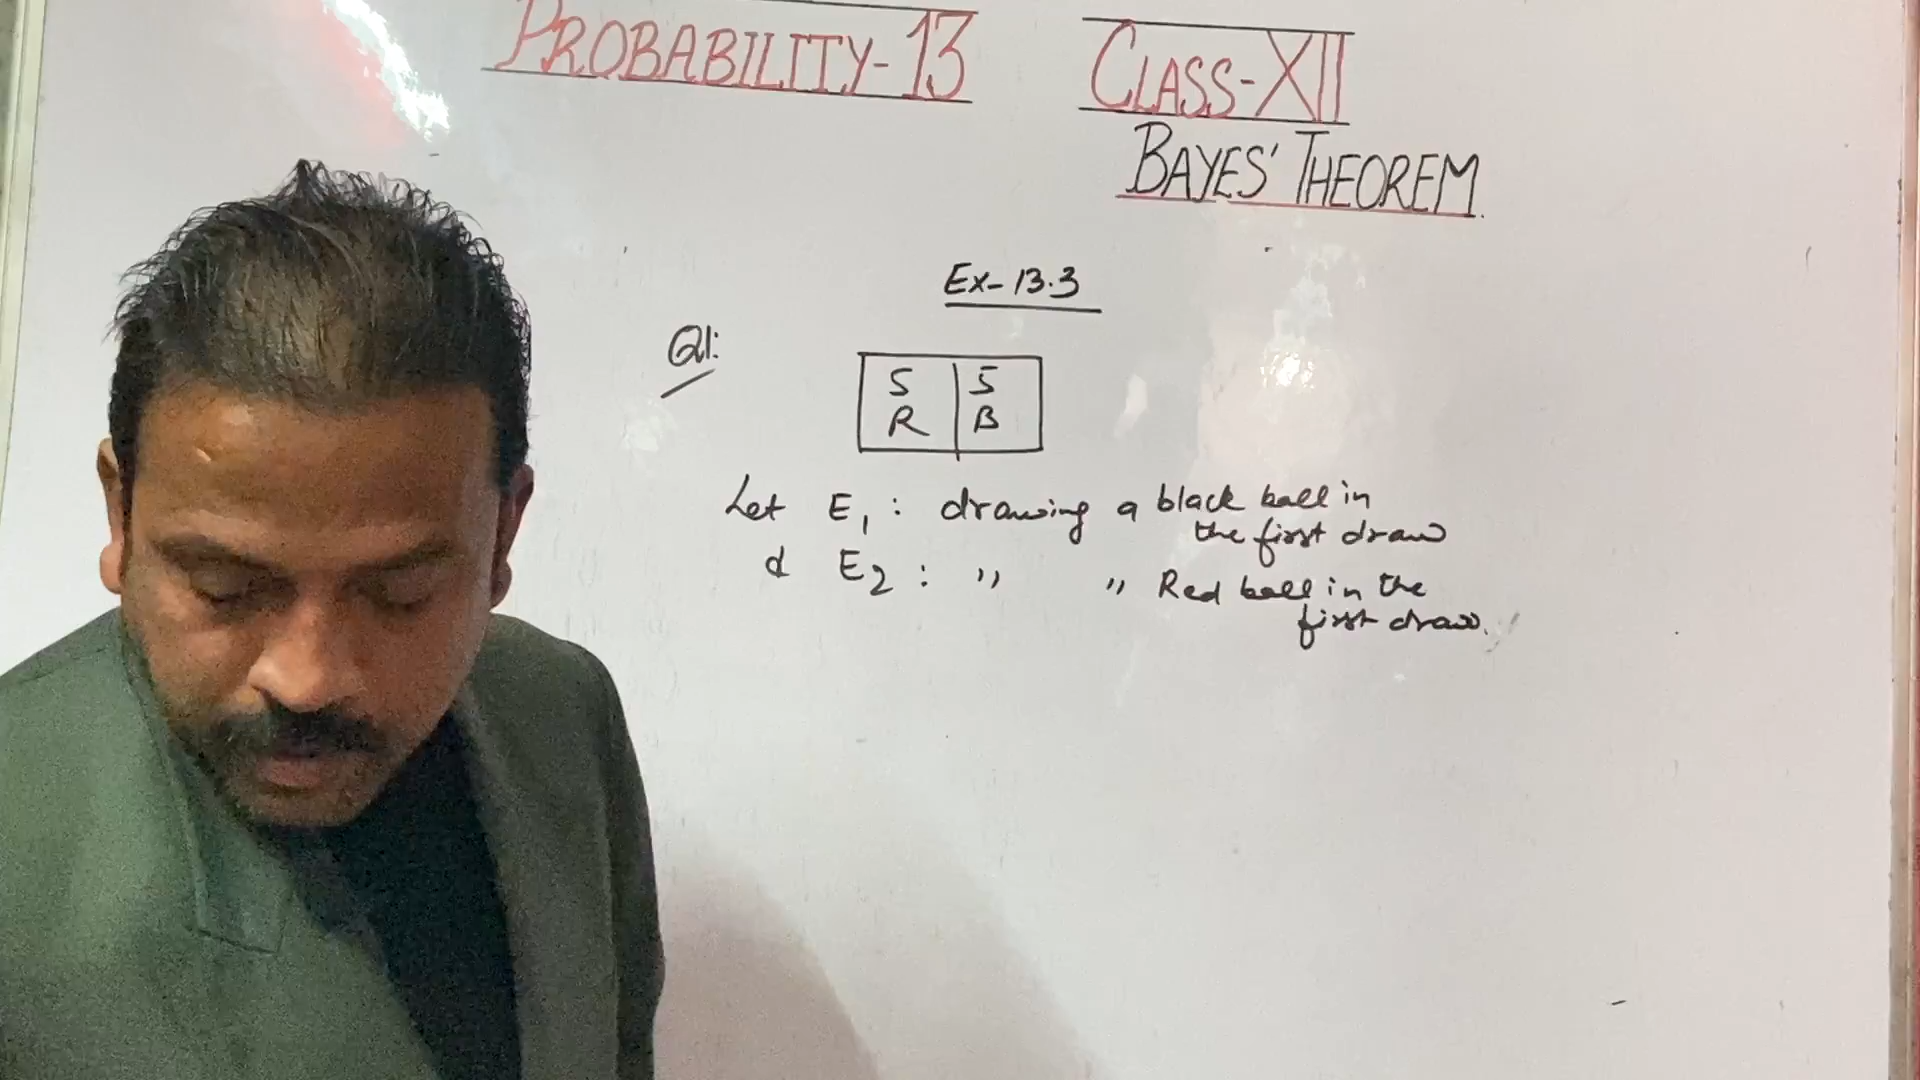 PROBABILITY-13 CLASS-XII
BAYES' THEOREM.
Ex-13.3
Q1:
5 5
R B
Let E₁ : drawing a black ball in
the first draw
& E₂ : ,, ,, Red ball in the
first draw.